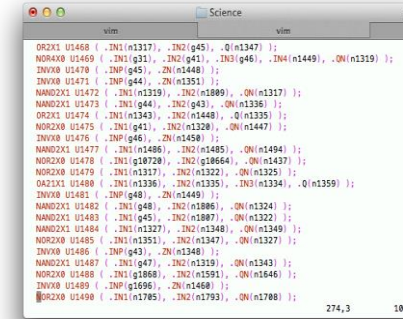 Science
vim
vim
OR2X1 U1468 ( .IN1(n1317), .IN2(g45), .Q(n1347) );
NOR4X0 U1469 ( .IN1(g31), .IN2(g41), .IN3(g46), .IN4(n1449), .QN(n1319) );
INVX0 U1470 ( .INP(g45), .ZN(n1448) );
INVX0 U1471 ( .INP(g44), .ZN(n1351) );
NAND2X1 U1472 ( .IN1(n1319), .IN2(n1809), .QN(n1317) );
NAND2X1 U1473 ( .IN1(g44), .IN2(g43), .QN(n1336) );
OR2X1 U1474 ( .IN1(n1343), .IN2(n1448), .Q(n1335) );
NOR2X0 U1475 ( .IN1(g41), .IN2(n1320), .QN(n1447) );
INVX0 U1476 ( .INP(g46), .ZN(n1450) );
NAND2X1 U1477 ( .IN1(n1486), .IN2(n1485), .QN(n1494) );
NOR2X0 U1478 ( .IN1(g10720), .IN2(g10664), .QN(n1437) );
NOR2X0 U1479 ( .IN1(n1317), .IN2(n1322), .QN(n1325) );
OA21X1 U1480 ( .IN1(n1336), .IN2(n1335), .IN3(n1334), .Q(n1359) );
INVX0 U1481 ( .INP(g48), .ZN(n1449) );
NAND2X1 U1482 ( .IN1(g48), .IN2(n1806), .QN(n1324) );
NAND2X1 U1483 ( .IN1(g45), .IN2(n1807), .QN(n1322) );
NAND2X1 U1484 ( .IN1(n1327), .IN2(n1348), .QN(n1349) );
NOR2X0 U1485 ( .IN1(n1351), .IN2(n1347), .QN(n1327) );
INVX0 U1486 ( .INP(g43), .ZN(n1348) );
NAND2X1 U1487 ( .IN1(g47), .IN2(n1319), .QN(n1343) );
NOR2X0 U1488 ( .IN1(g1868), .IN2(n1591), .QN(n1646) );
INVX0 U1489 ( .INP(g1696), .ZN(n1460) );
NOR2X0 U1490 ( .IN1(n1705), .IN2(n1793), .QN(n1708) );
274,3 10